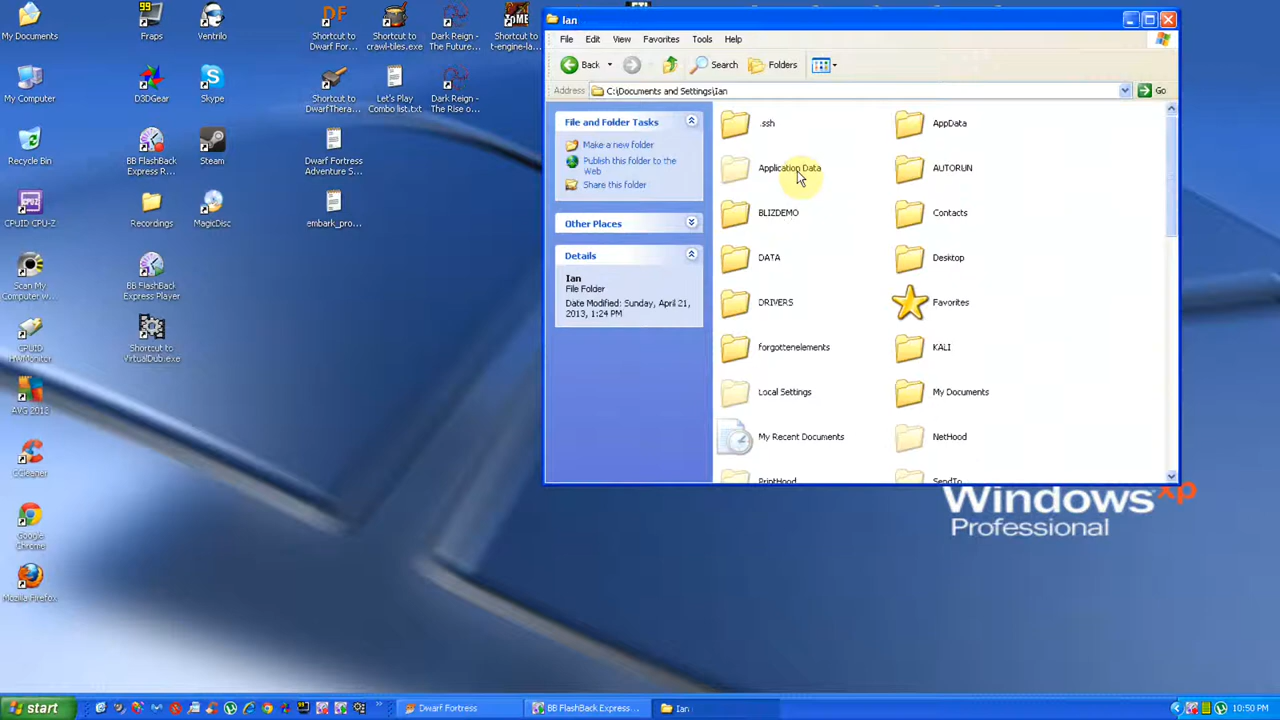 My Documents
Fraps
Ventrilo
Shortcut to
Dwarf For...
Shortcut to
crawl-tiles.exe
Dark Reign -
The Future...
Shortcut to
t-engine-la...
My Computer
D3DGear
Skype
Shortcut to
DwarfThera...
Let's Play
Combo list.txt
Dark Reign -
The Rise o...
Recycle Bin
BB FlashBack
Express R...
Steam
Dwarf
Fortress
Adventure S...
CPUID CPU-Z
Recordings
MagicDisc
embark_pro...
Scan My
Computer w...
BB FlashBack
Express Player
CPUID
HWMonitor
Shortcut to
VirtualDub.exe
AVG 2013
CCleaner
Google
Chrome
Mozilla Firefox
Ian
File Edit View Favorites Tools Help
Back Search Folders
Address C:\Documents and Settings\Ian Go
File and Folder Tasks
Make a new folder
Publish this folder to the
Web
Share this folder
Other Places
Details
Ian
File Folder
Date Modified: Sunday, April 21,
2013, 1:24 PM
.ssh
AppData
Application Data
AUTORUN
BLIZDEMO
Contacts
DATA
Desktop
DRIVERS
Favorites
forgottenelements
KALI
Local Settings
My Documents
My Recent Documents
NetHood
PrintHood
SendTo
Windows xp
Professional
start
Dwarf Fortress
BB FlashBack Express...
Ian
10:50 PM